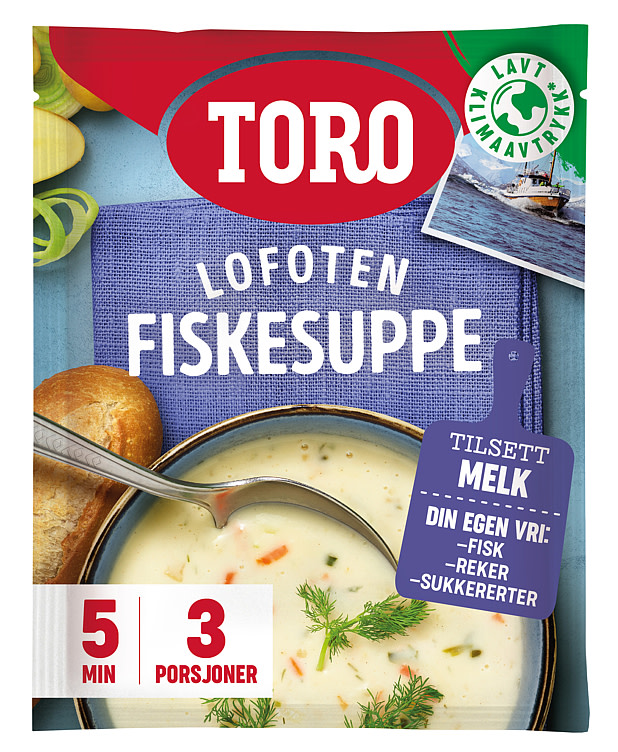 TORO
LAVT *
KLIMAAVTRYKK*
LOFOTEN
FISKESUPPE
TILSETT
MELK
DIN EGEN VRI:
–FISK
–REKER
–SUKKERERTER
5
MIN
3
PORSJONER